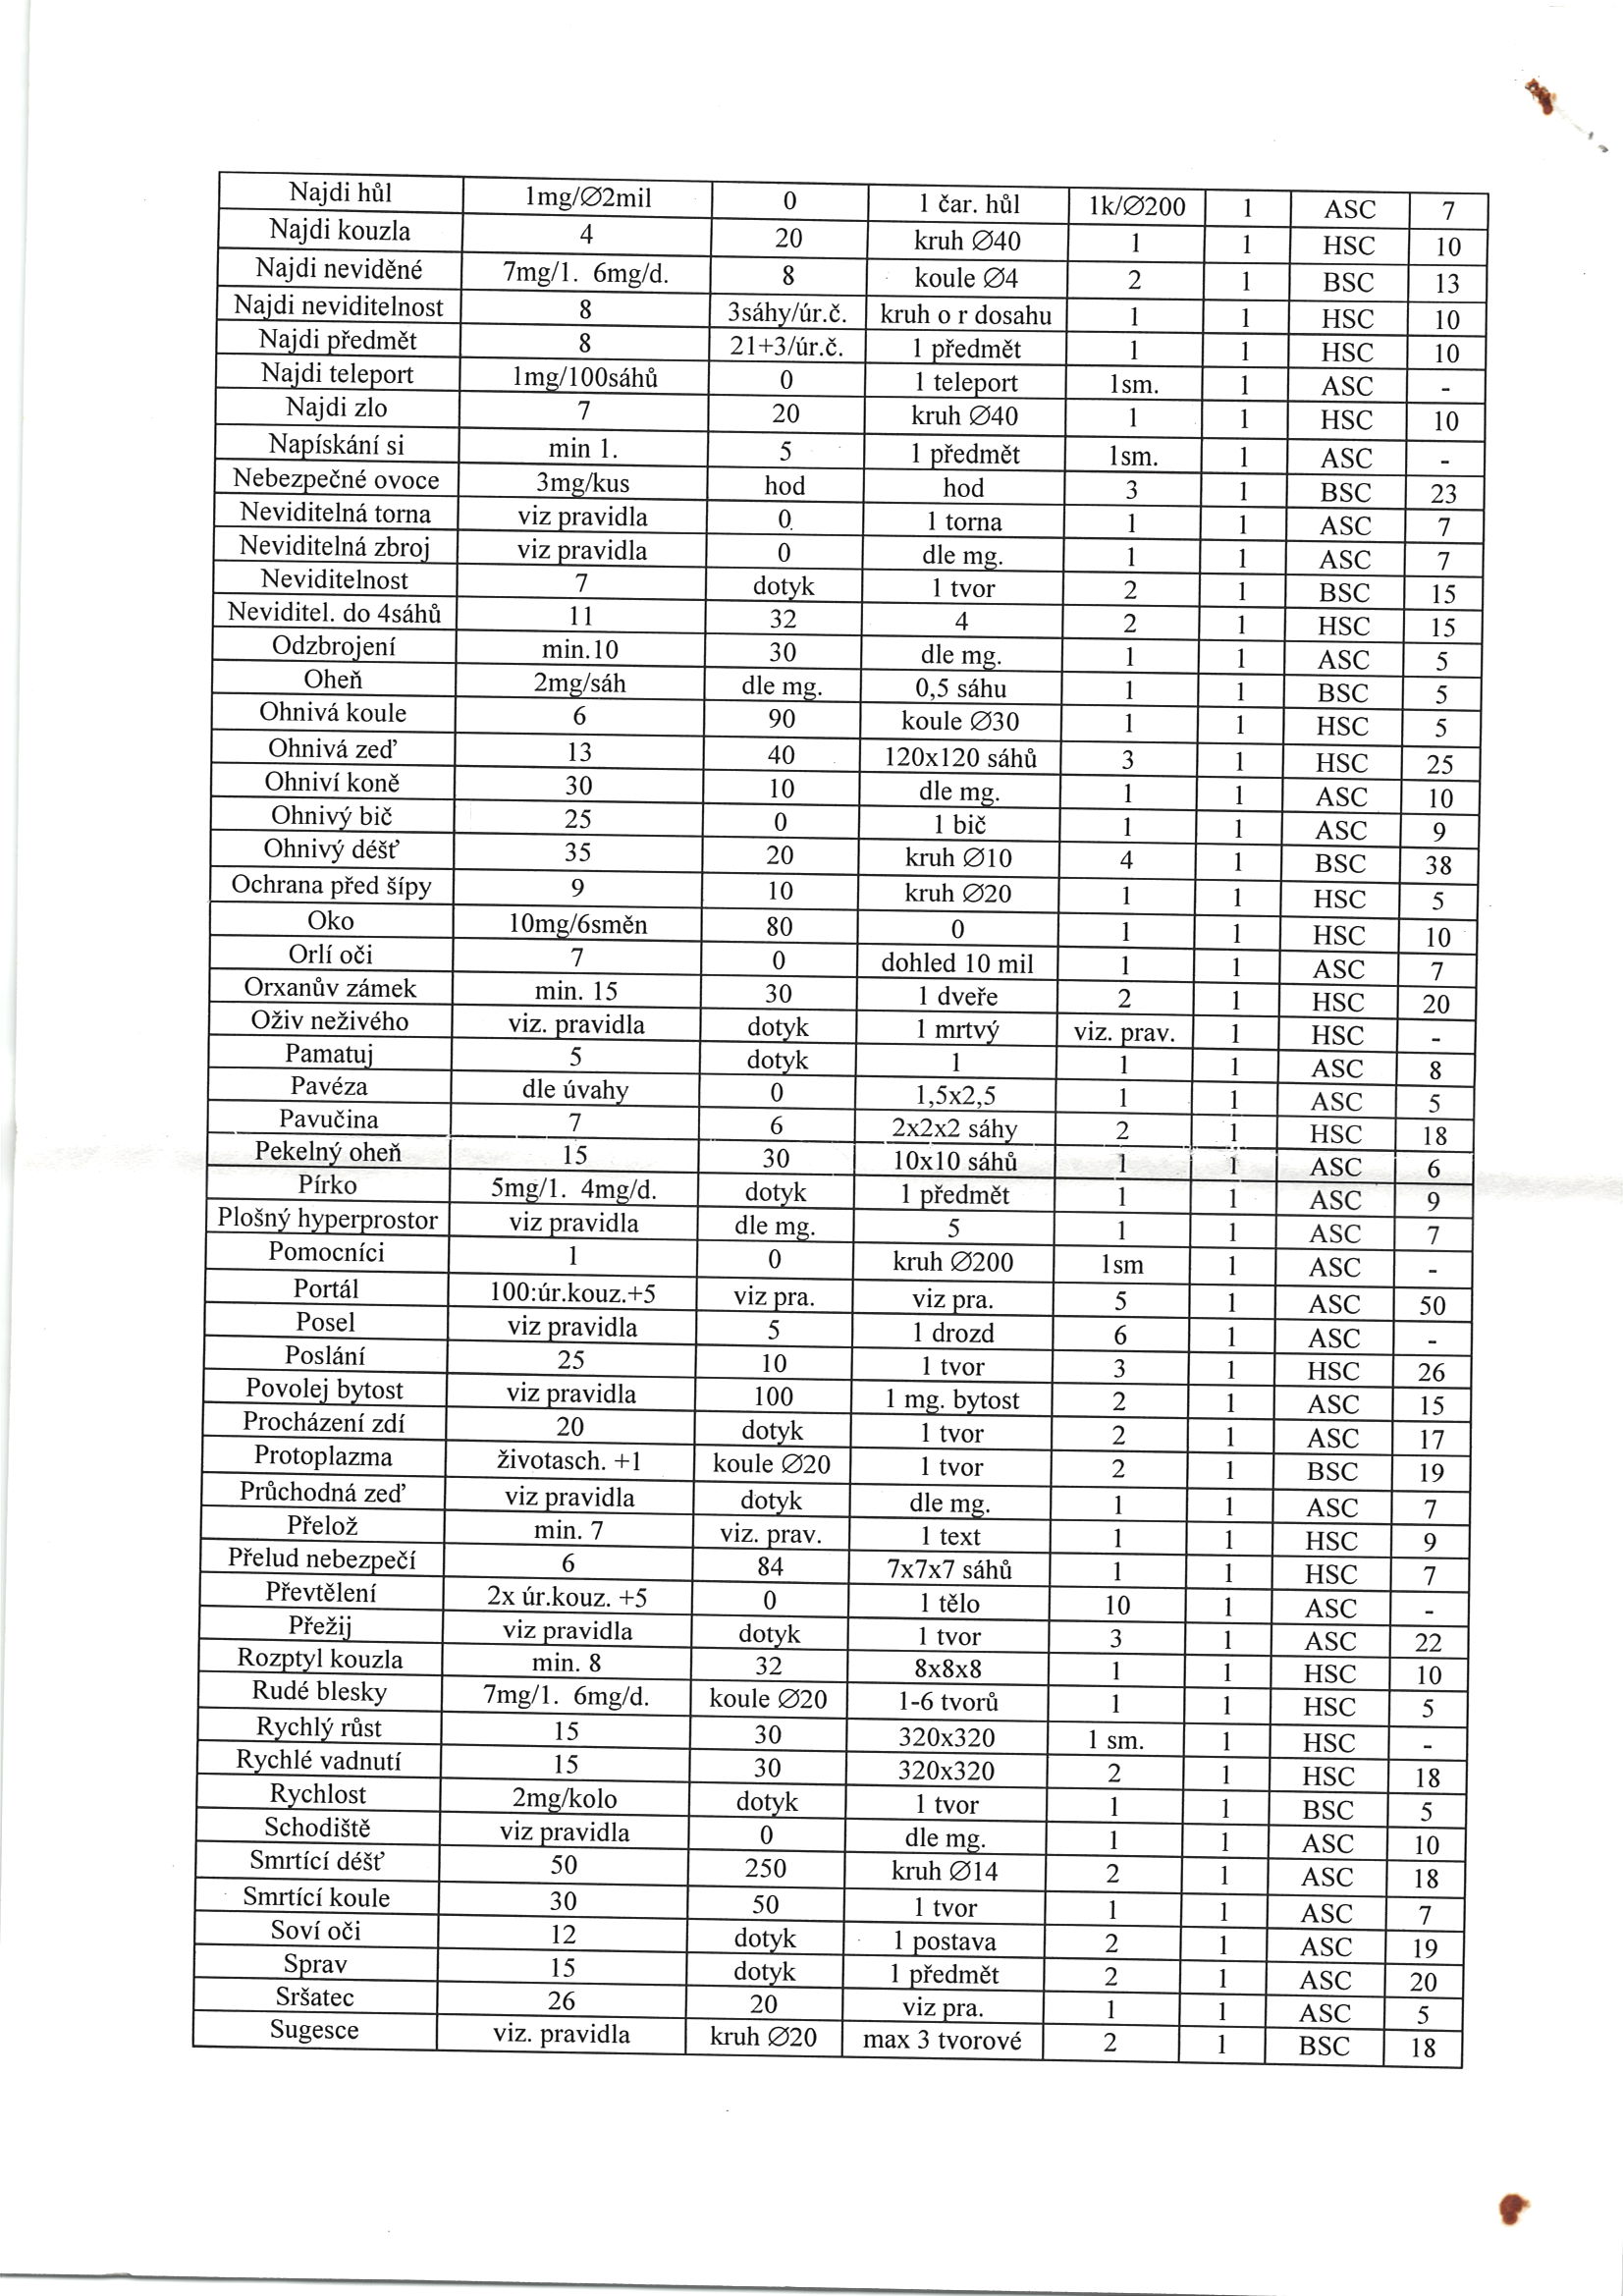 Najdi hůl 1mg/∅2mil 0 1 čar. hůl 1k/∅200 1 ASC 7
Najdi kouzla 4 20 kruh ∅40 1 1 HSC 10
Najdi neviděné 7mg/1. 6mg/d. 8 koule ∅4 2 1 BSC 13
Najdi neviditelnost 8 3sáhy/úr.č. kruh o r dosahu 1 1 HSC 10
Najdi předmět 8 21+3/úr.č. 1 předmět 1 1 HSC 10
Najdi teleport 1mg/100sáhů 0 1 teleport 1sm. 1 ASC -
Najdi zlo 7 20 kruh ∅40 1 1 HSC 10
Napískání si min 1. 5 1 předmět 1sm. 1 ASC -
Nebezpečné ovoce 3mg/kus hod hod 3 1 BSC 23
Neviditelná torna viz pravidla 0 1 torna 1 1 ASC 7
Neviditelná zbroj viz pravidla 0 dle mg. 1 1 ASC 7
Neviditelnost 7 dotyk 1 tvor 2 1 BSC 15
Neviditel. do 4sáhů 11 32 4 2 1 HSC 15
Odzbrojení min.10 30 dle mg. 1 1 ASC 5
Oheň 2mg/sáh dle mg. 0,5 sáhu 1 1 BSC 5
Ohnivá koule 6 90 koule ∅30 1 1 HSC 5
Ohnivá zeď 13 40 120x120 sáhů 3 1 HSC 25
Ohniví koně 30 10 dle mg. 1 1 ASC 10
Ohnivý bič 25 0 1 bič 1 1 ASC 9
Ohnivý déšť 35 20 kruh ∅10 4 1 BSC 38
Ochrana před šípy 9 10 kruh ∅20 1 1 HSC 5
Oko 10mg/6směn 80 0 1 1 HSC 10
Orlí oči 7 0 dohled 10 mil 1 1 ASC 7
Orxanův zámek min. 15 30 1 dveře 2 1 HSC 20
Oživ neživého viz. pravidla dotyk 1 mrtvý viz. prav. 1 HSC -
Pamatuj 5 dotyk 1 1 1 ASC 8
Pavéza dle úvahy 0 1,5x2,5 1 1 ASC 5
Pavučina 7 6 2x2x2 sáhy 2 1 HSC 18
Pekelný oheň 15 30 10x10 sáhů 1 1 ASC 6
Pírko 5mg/1. 4mg/d. dotyk 1 předmět 1 1 ASC 9
Plošný hyperprostor viz pravidla dle mg. 5 1 1 ASC 7
Pomocníci 1 0 kruh ∅200 1sm 1 ASC -
Portál 100:úr.kouz.+5 viz pra. viz pra. 5 1 ASC 50
Posel viz pravidla 5 1 drozd 6 1 ASC -
Poslání 25 10 1 tvor 3 1 HSC 26
Povolej bytost viz pravidla 100 1 mg. bytost 2 1 ASC 15
Procházení zdí 20 dotyk 1 tvor 2 1 ASC 17
Protoplazma životasch. +1 koule ∅20 1 tvor 2 1 BSC 19
Průchodná zeď viz pravidla dotyk dle mg. 1 1 ASC 7
Přelož min. 7 viz. prav. 1 text 1 1 HSC 9
Přelud nebezpečí 6 84 7x7x7 sáhů 1 1 HSC 7
Převtělení 2x úr.kouz. +5 0 1 tělo 10 1 ASC -
Přežij viz pravidla dotyk 1 tvor 3 1 ASC 22
Rozptyl kouzla min. 8 32 8x8x8 1 1 HSC 10
Rudé blesky 7mg/1. 6mg/d. koule ∅20 1-6 tvorů 1 1 HSC 5
Rychlý růst 15 30 320x320 1 sm. 1 HSC -
Rychlé vadnutí 15 30 320x320 2 1 HSC 18
Rychlost 2mg/kolo dotyk 1 tvor 1 1 BSC 5
Schodiště viz pravidla 0 dle mg. 1 1 ASC 10
Smrtící déšť 50 250 kruh ∅14 2 1 ASC 18
Smrtící koule 30 50 1 tvor 1 1 ASC 7
Soví oči 12 dotyk 1 postava 2 1 ASC 19
Sprav 15 dotyk 1 předmět 2 1 ASC 20
Sršatec 26 20 viz pra. 1 1 ASC 5
Sugesce viz. pravidla kruh ∅20 max 3 tvorové 2 1 BSC 18